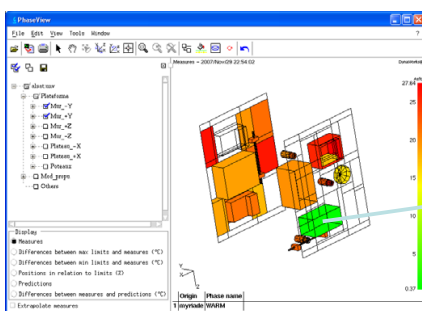 PhaseView
File Edit View Tools Window ?
Measures - 2007/Nov/29 22:54:02
Plateforme
Mur_-Y
Mur_+Y
Mur_+Z
Mur_-Z
Plateau_-X
Plateau_+X
Poteaux
Mod_props
Others
Display
Measures
Differences between max limits and measures (°C)
Differences between min limits and measures (°C)
Positions in relation to limits (%)
Predictions
Differences between measures and predictions (°C)
Extrapolate measures
27.64
25
20
15
10
5
0.37
Y
X
Z
Origin Phase name
1 myriade WARM